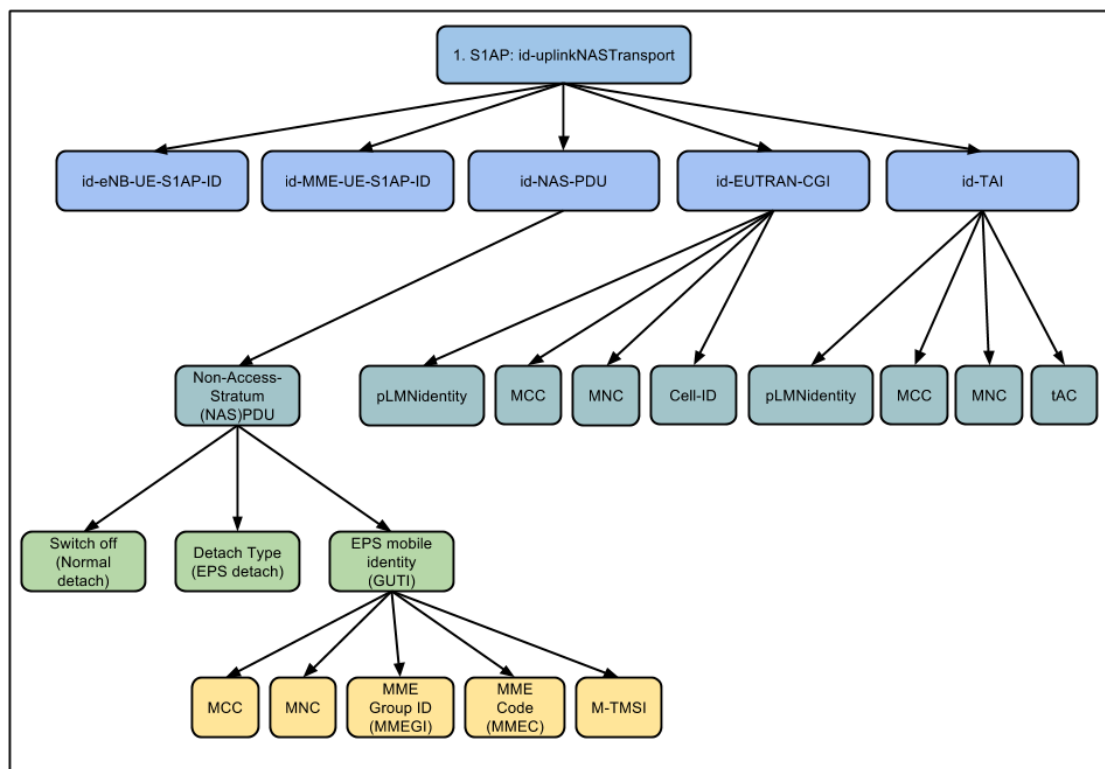 1. S1AP: id-uplinkNASTransport
id-eNB-UE-S1AP-ID
id-MME-UE-S1AP-ID
id-NAS-PDU
id-EUTRAN-CGI
id-TAI
Non-Access-
Stratum
(NAS)PDU
pLMNidentity
MCC
MNC
Cell-ID
pLMNidentity
MCC
MNC
tAC
Switch off
(Normal
detach)
Detach Type
(EPS detach)
EPS mobile
identity
(GUTI)
MCC
MNC
MME
Group ID
(MMEGI)
MME
Code
(MMEC)
M-TMSI